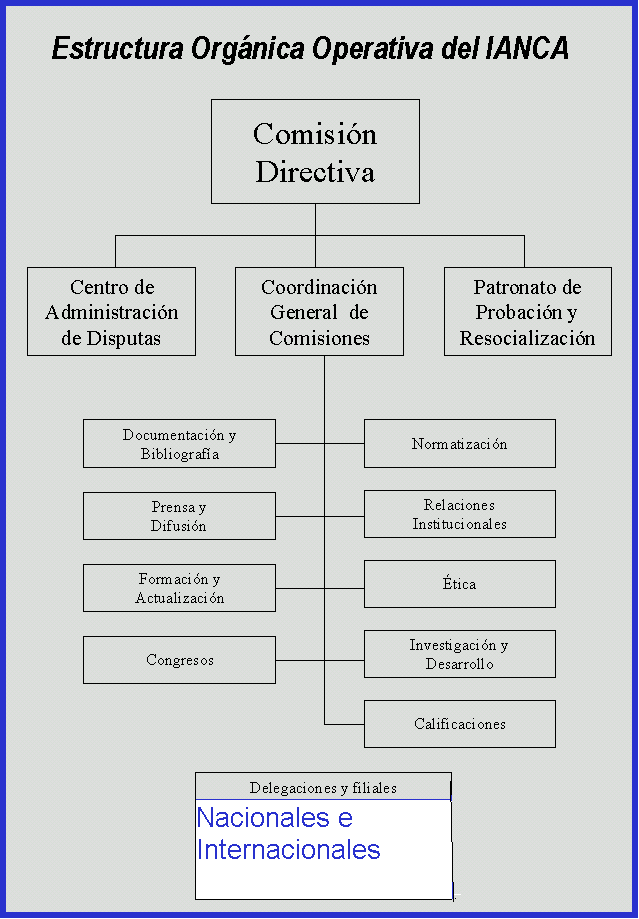 Estructura Orgánica Operativa del IANCA
Comisión
Directiva
Centro de
Administración
de Disputas
Coordinación
General de
Comisiones
Patronato de
Probación y
Resocialización
Documentación y
Bibliografía
Normatización
Prensa y
Difusión
Relaciones
Institucionales
Formación y
Actualización
Ética
Congresos
Investigación y
Desarrollo
Calificaciones
Delegaciones y filiales
Nacionales e
Internacionales